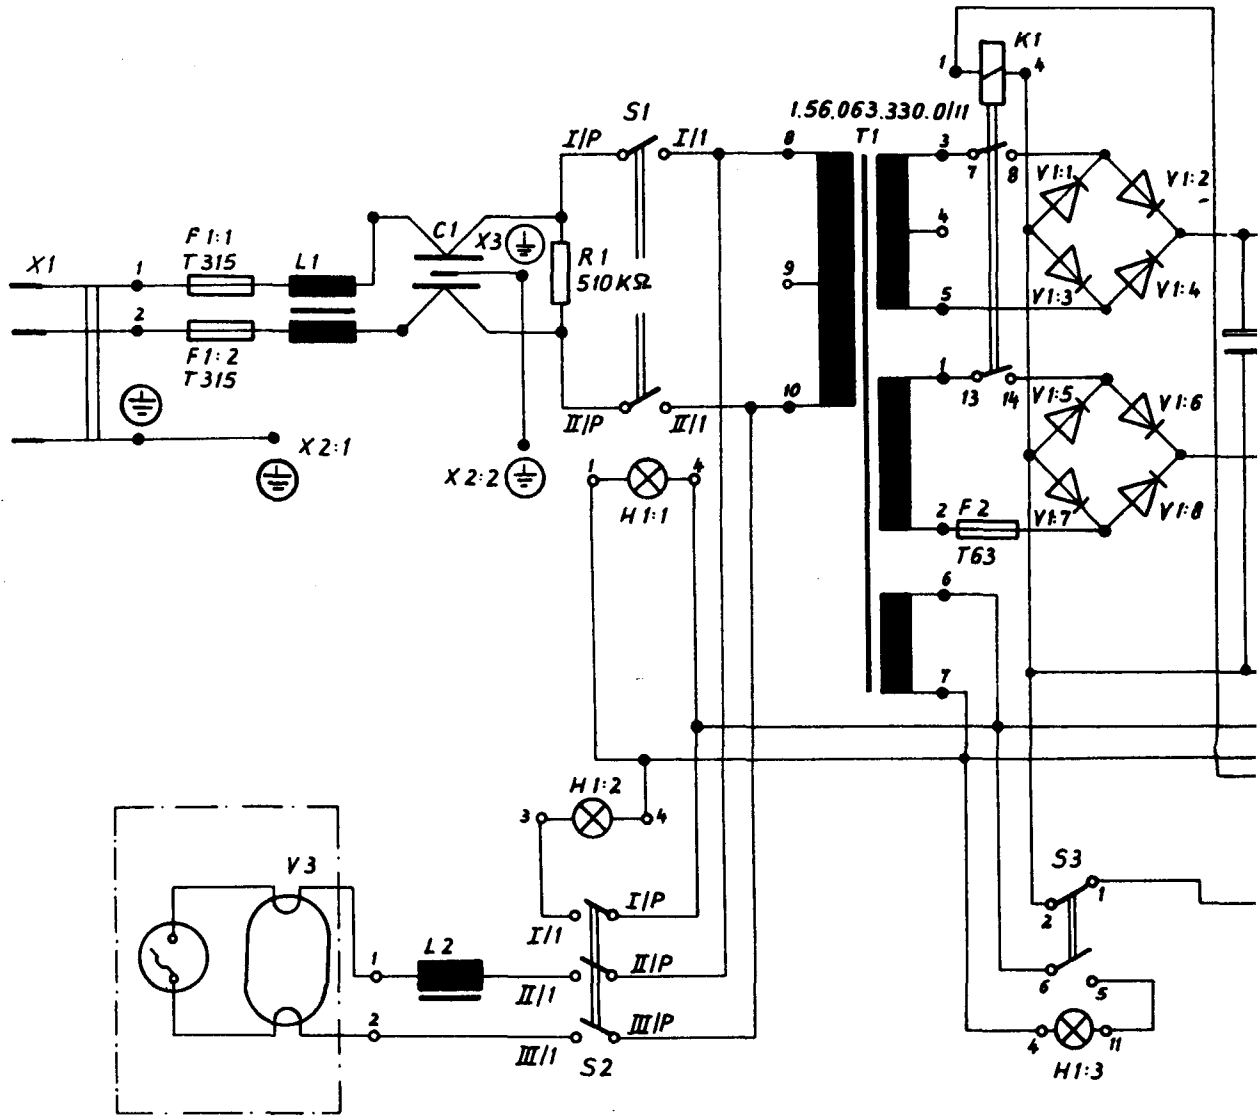 K1
1
4
1.56.063.330.0/11
S1
I/P
I/1
8
T1
3
7
8
V1:1
V1:2
F1:1
T315
C1
X3
4
X1
1
L1
R1
510KΩ
9
5
V1:3
V1:4
2
F1:2
T315
10
1
13
14
V1:5
V1:6
II/P
II/1
X2:1
X2:2
1
4
H1:1
2
F2
V1:7
V1:8
T63
6
7
H1:2
3
4
V3
S3
1
2
I/P
I/1
L2
1
II/P
II/1
6
5
2
III/P
III/1
S2
4
11
H1:3